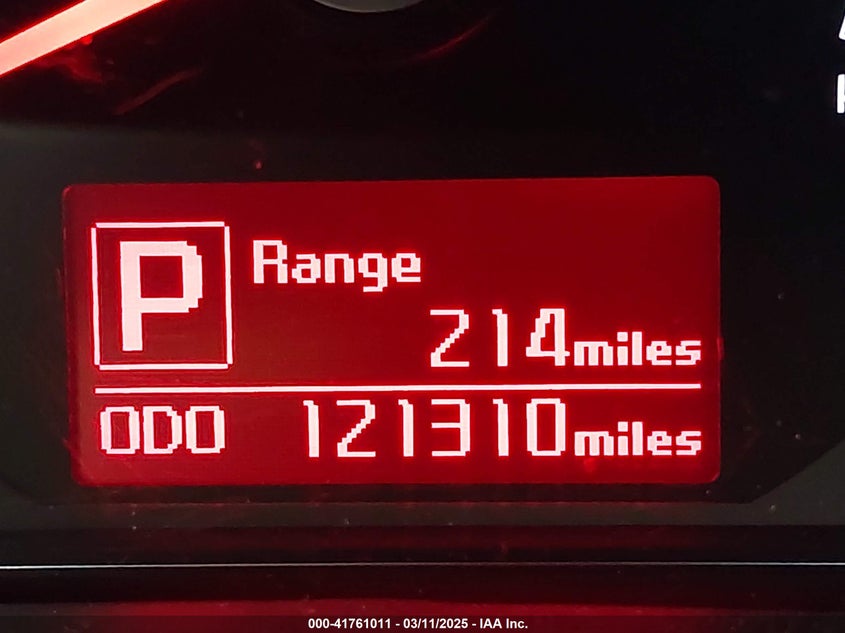 P
Range
214miles
ODO 121310miles
000-41761011 - 03/11/2025 - IAA Inc.